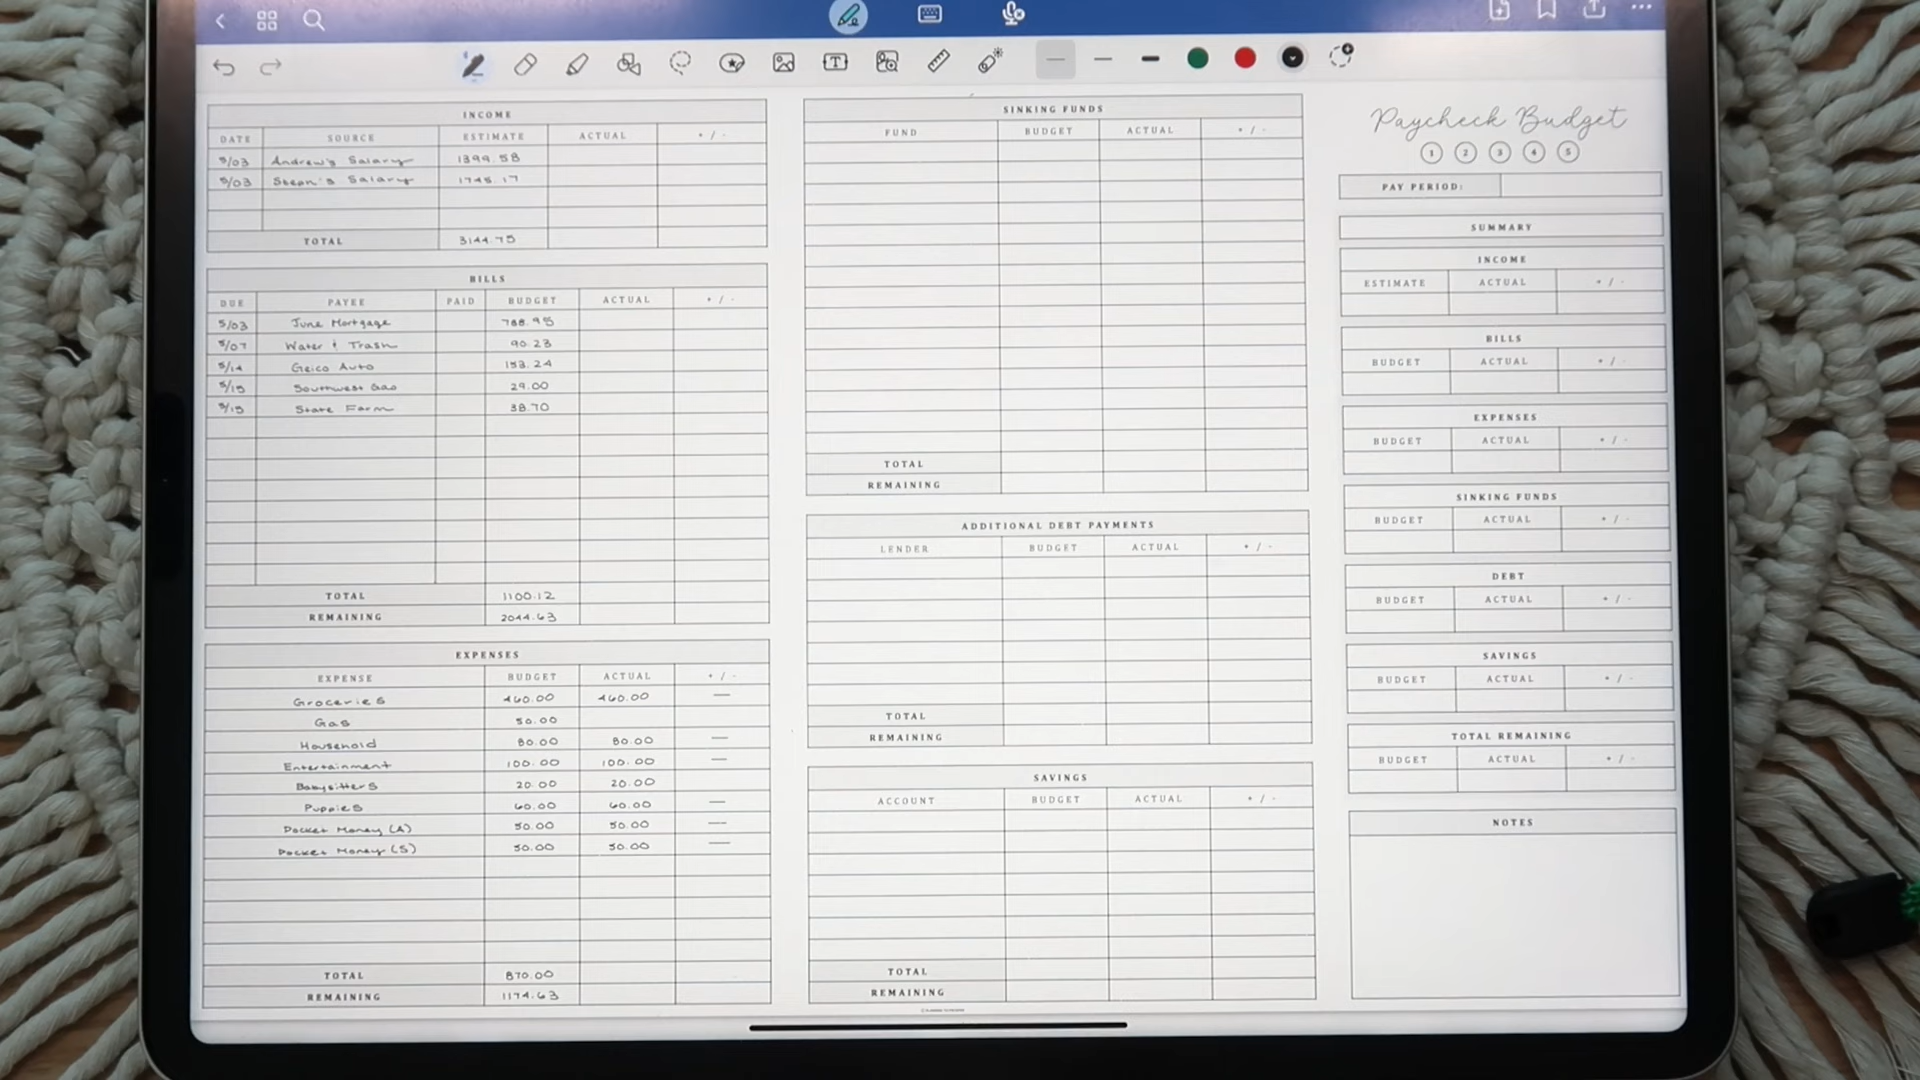 INCOME
DATE SOURCE ESTIMATE ACTUAL + / -
5/03 Andrew's Salary 1399.58
5/03 Steph's Salary 1745.17
TOTAL 3144.75
BILLS
DUE PAYEE PAID BUDGET ACTUAL + / -
5/03 June Mortgage 788.95
5/07 Water & Trash 90.23
5/14 Geico Auto 153.24
5/15 Southwest Gas 29.00
5/15 State Farm 38.70
TOTAL 1100.12
REMAINING 2044.63
EXPENSES
EXPENSE BUDGET ACTUAL + / -
Groceries 460.00 460.00 —
Gas 50.00
Household 80.00 80.00 —
Entertainment 100.00 100.00 —
Babysitters 20.00 20.00
Puppies 60.00 60.00 —
Pocket Money (A) 50.00 50.00 —
Pocket Money (S) 50.00 50.00 —
TOTAL 870.00
REMAINING 1174.63
SINKING FUNDS
FUND BUDGET ACTUAL + / -
TOTAL
REMAINING
ADDITIONAL DEBT PAYMENTS
LENDER BUDGET ACTUAL + / -
TOTAL
REMAINING
SAVINGS
ACCOUNT BUDGET ACTUAL + / -
TOTAL
REMAINING
Paycheck Budget
1 2 3 4 5
PAY PERIOD:
SUMMARY
INCOME
ESTIMATE ACTUAL + / -
BILLS
BUDGET ACTUAL + / -
EXPENSES
BUDGET ACTUAL + / -
SINKING FUNDS
BUDGET ACTUAL + / -
DEBT
BUDGET ACTUAL + / -
SAVINGS
BUDGET ACTUAL + / -
TOTAL REMAINING
BUDGET ACTUAL + / -
NOTES